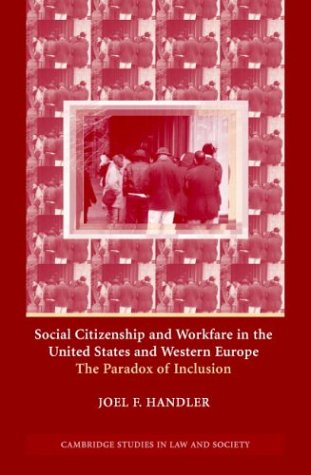 Social Citizenship and Workfare in the
United States and Western Europe
The Paradox of Inclusion
JOEL F. HANDLER
CAMBRIDGE STUDIES IN LAW AND SOCIETY